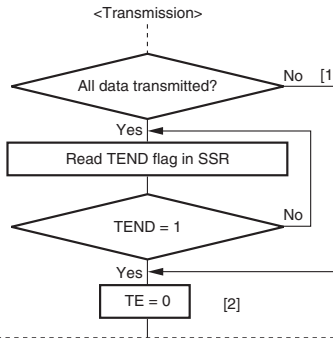 <Transmission>
All data transmitted?
No [1
Yes
Read TEND flag in SSR
TEND = 1
No
Yes
TE = 0
[2]